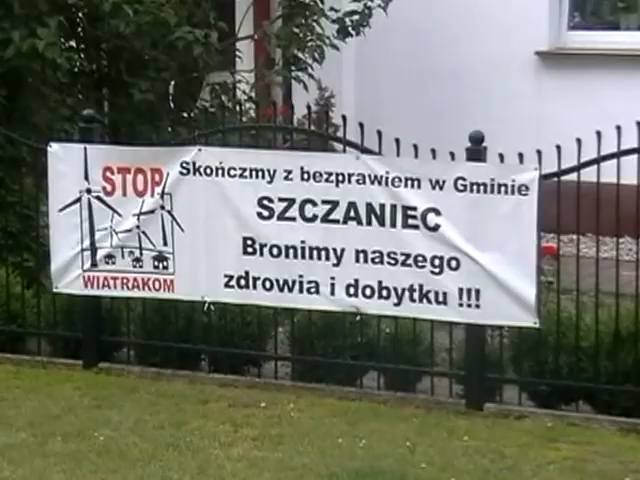 STOP
WIATRAKOM
Skończmy z bezprawiem w Gminie
SZCZANIEC
Bronimy naszego
zdrowia i dobytku !!!